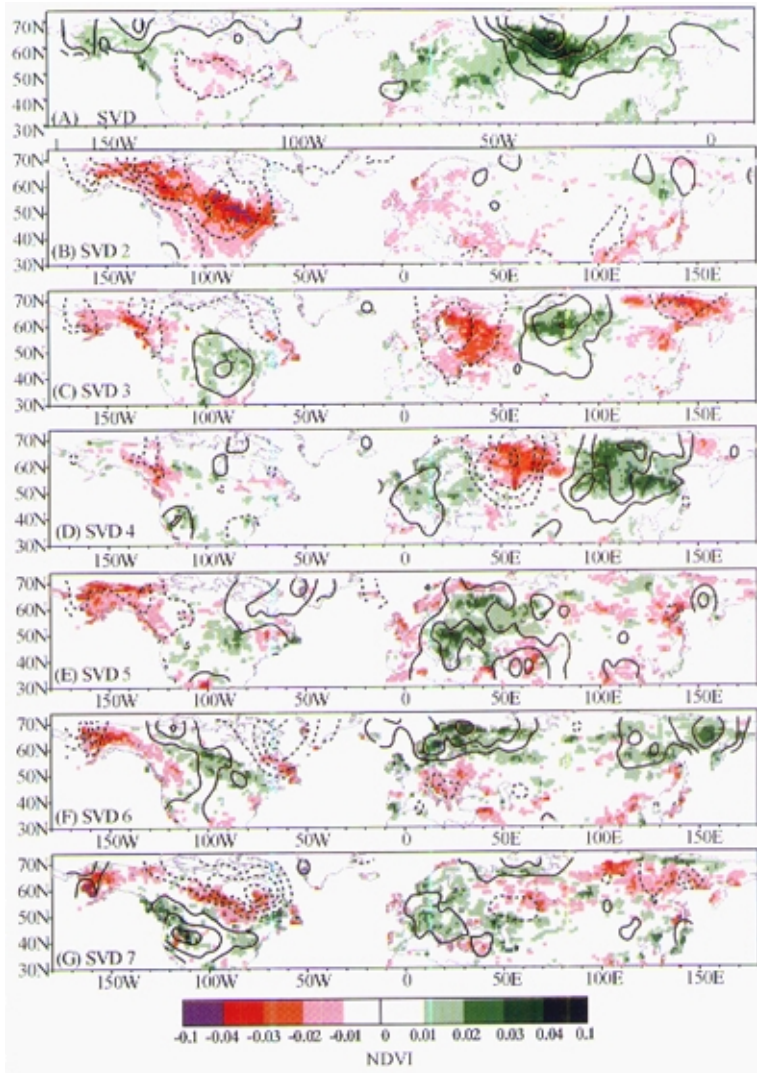 70N
60N
50N
40N
30N
(A) SVD
150W 100W 50W 0
70N
60N
50N
40N
30N
(B) SVD 2
150W 100W 50W 0 50E 100E 150E
70N
60N
50N
40N
30N
(C) SVD 3
150W 100W 50W 0 50E 100E 150E
70N
60N
50N
40N
30N
(D) SVD 4
150W 100W 50W 0 50E 100E 150E
70N
60N
50N
40N
30N
(E) SVD 5
150W 100W 50W 0 50E 100E 150E
70N
60N
50N
40N
30N
(F) SVD 6
150W 100W 50W 0 50E 100E 150E
70N
60N
50N
40N
30N
(G) SVD 7
150W 100W 50W 0 50E 100E 150E
-0.1 -0.04 -0.03 -0.02 -0.01 0 0.01 0.02 0.03 0.04 0.1
NDVI